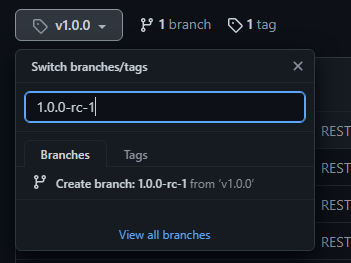 v1.0.0
1 branch
1 tag
Switch branches/tags
1.0.0-rc-1
Branches
Tags
Create branch: 1.0.0-rc-1 from ‘v1.0.0’
View all branches
REST
REST
REST
REST